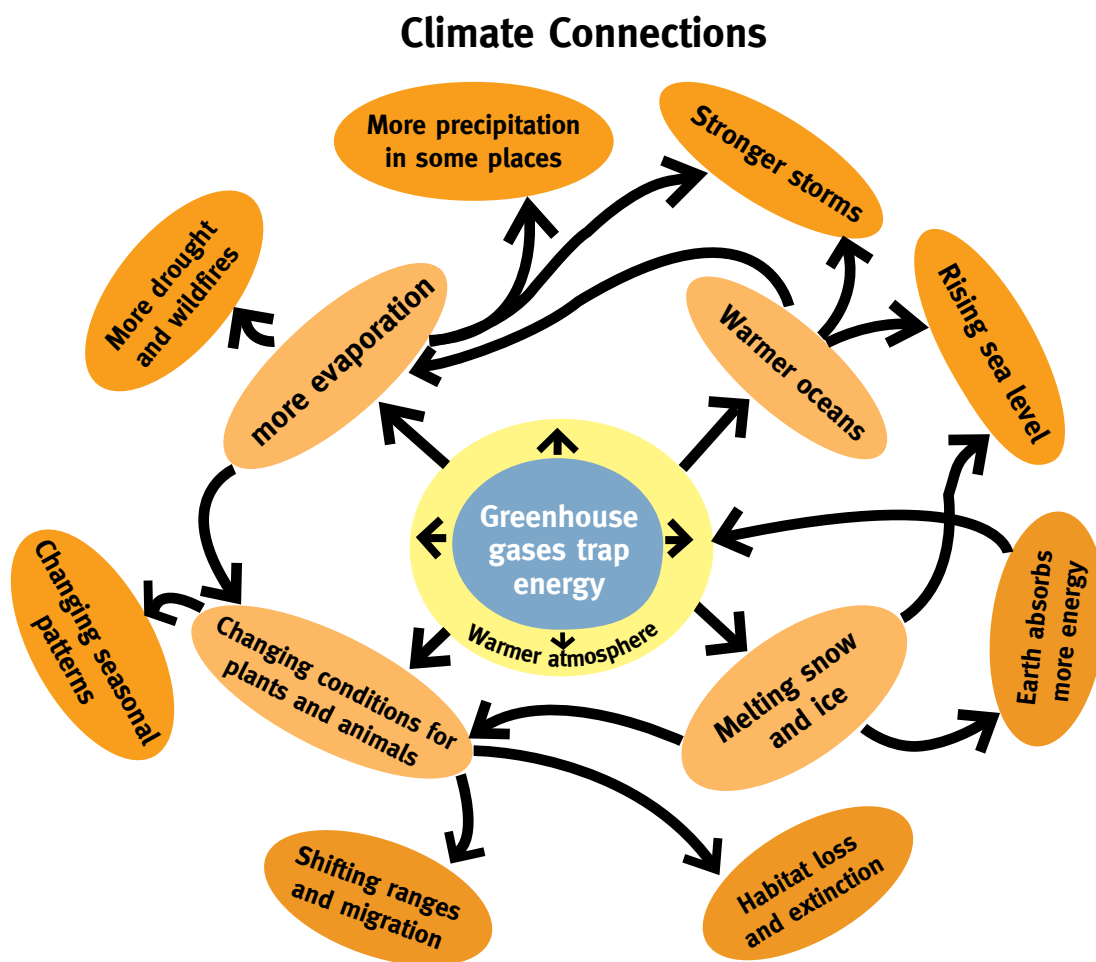 Climate Connections
More precipitation
in some places
Stronger storms
More drought
and wildfires
more evaporation
Warmer oceans
Rising sea level
Greenhouse
gases trap
energy
Warmer atmosphere
Changing seasonal
patterns
Changing conditions for
plants and animals
Melting snow
and ice
Earth absorbs
more energy
Shifting ranges
and migration
Habitat loss
and extinction